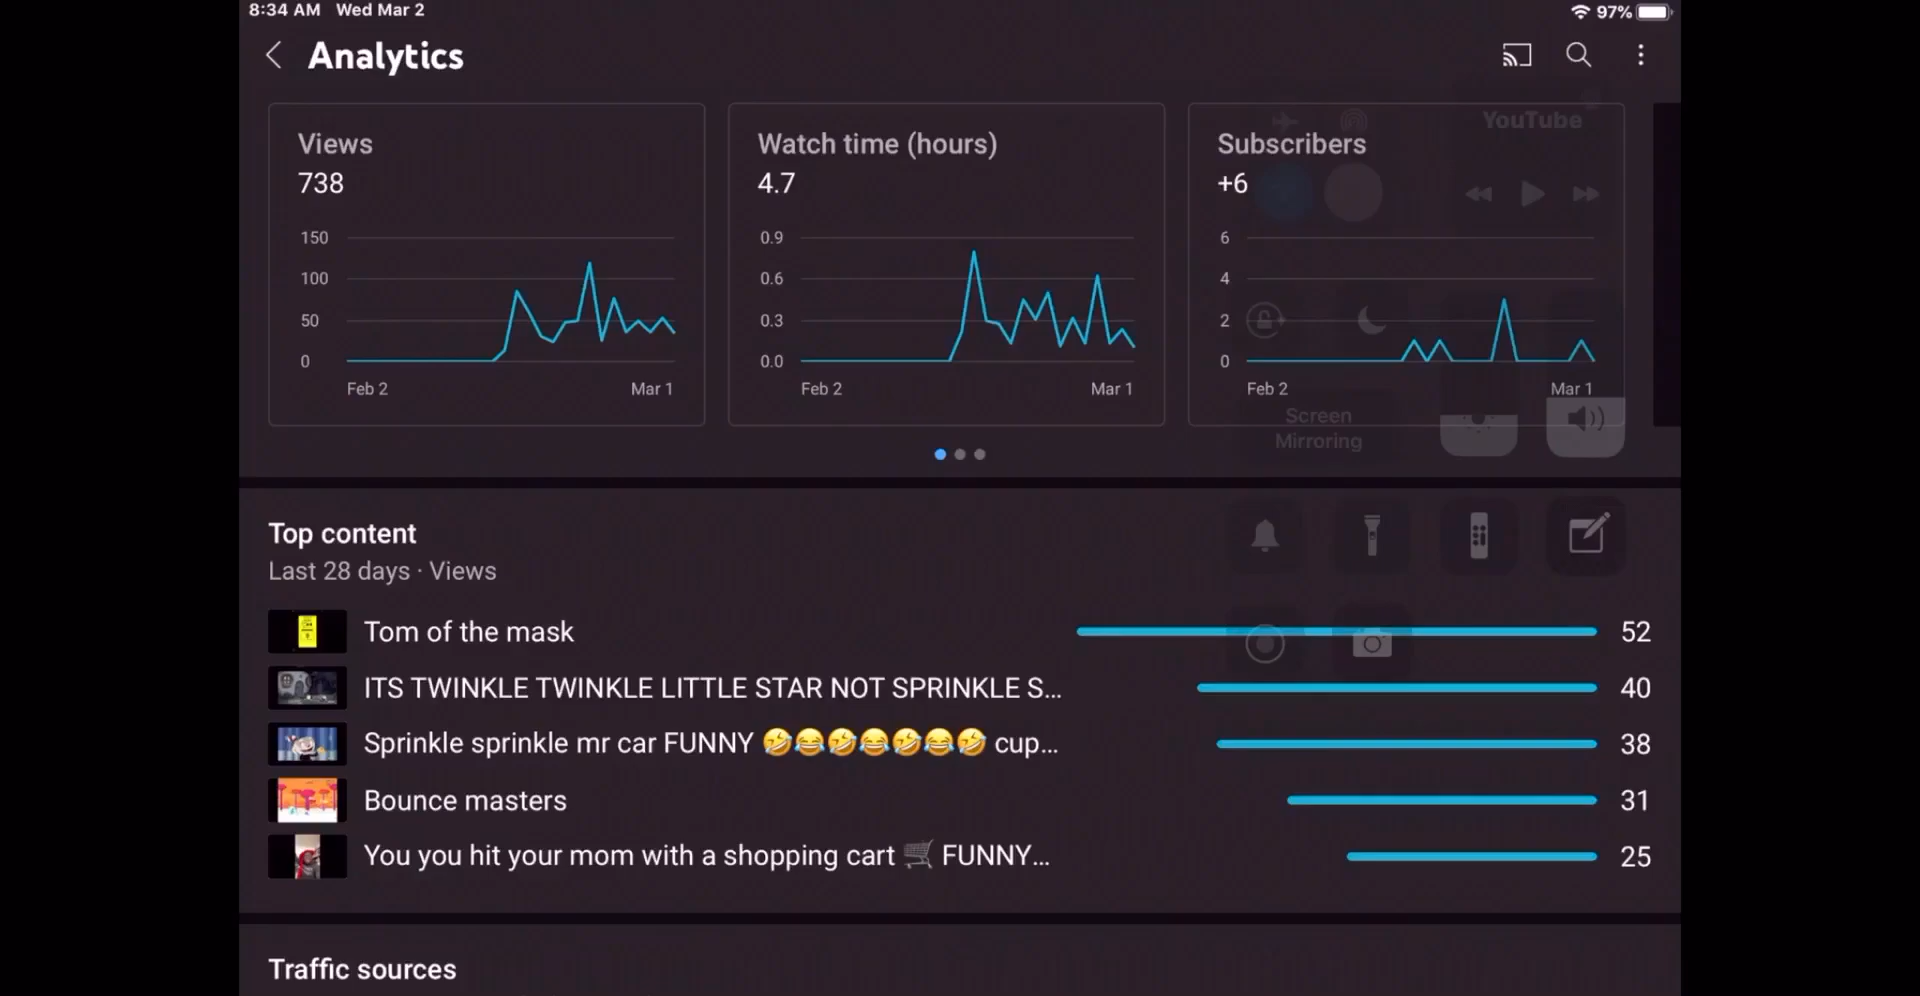 8:34 AM Wed Mar 2
97%
Analytics
YouTube
Views
738
150
100
50
0
Feb 2
Mar 1
Watch time (hours)
4.7
0.9
0.6
0.3
0.0
Feb 2
Mar 1
Subscribers
+6
6
4
2
0
Feb 2
Mar 1
Screen
Mirroring
Top content
Last 28 days · Views
Tom of the mask
52
ITS TWINKLE TWINKLE LITTLE STAR NOT SPRINKLE S...
40
Sprinkle sprinkle mr car FUNNY 🤣😂🤣😂🤣😂🤣 cup...
38
Bounce masters
31
You you hit your mom with a shopping cart 🛒 FUNNY...
25
Traffic sources